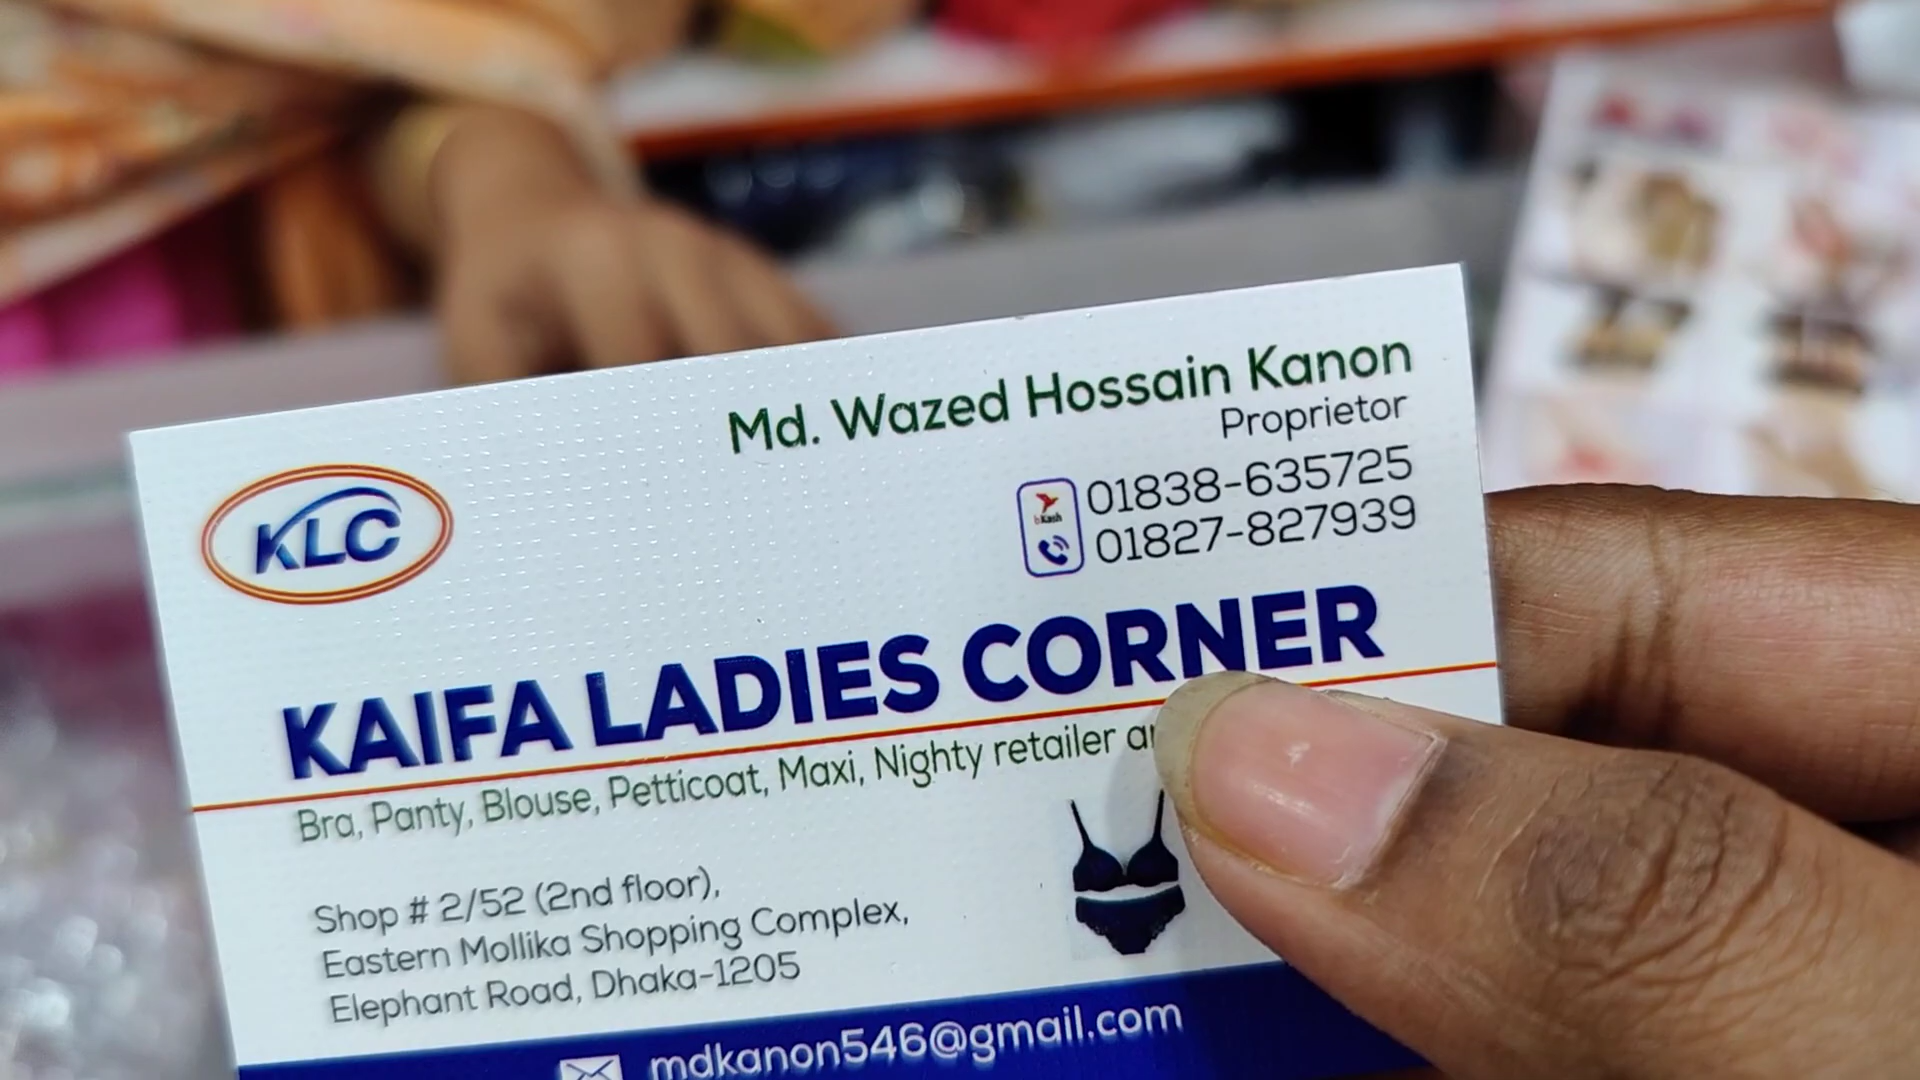 Md. Wazed Hossain Kanon
Proprietor
KLC
bKash
01838-635725
01827-827939
KAIFA LADIES CORNER
Bra, Panty, Blouse, Petticoat, Maxi, Nighty retailer
Shop # 2/52 (2nd floor),
Eastern Mollika Shopping Complex,
Elephant Road, Dhaka-1205
mdkanon546@gmail.com